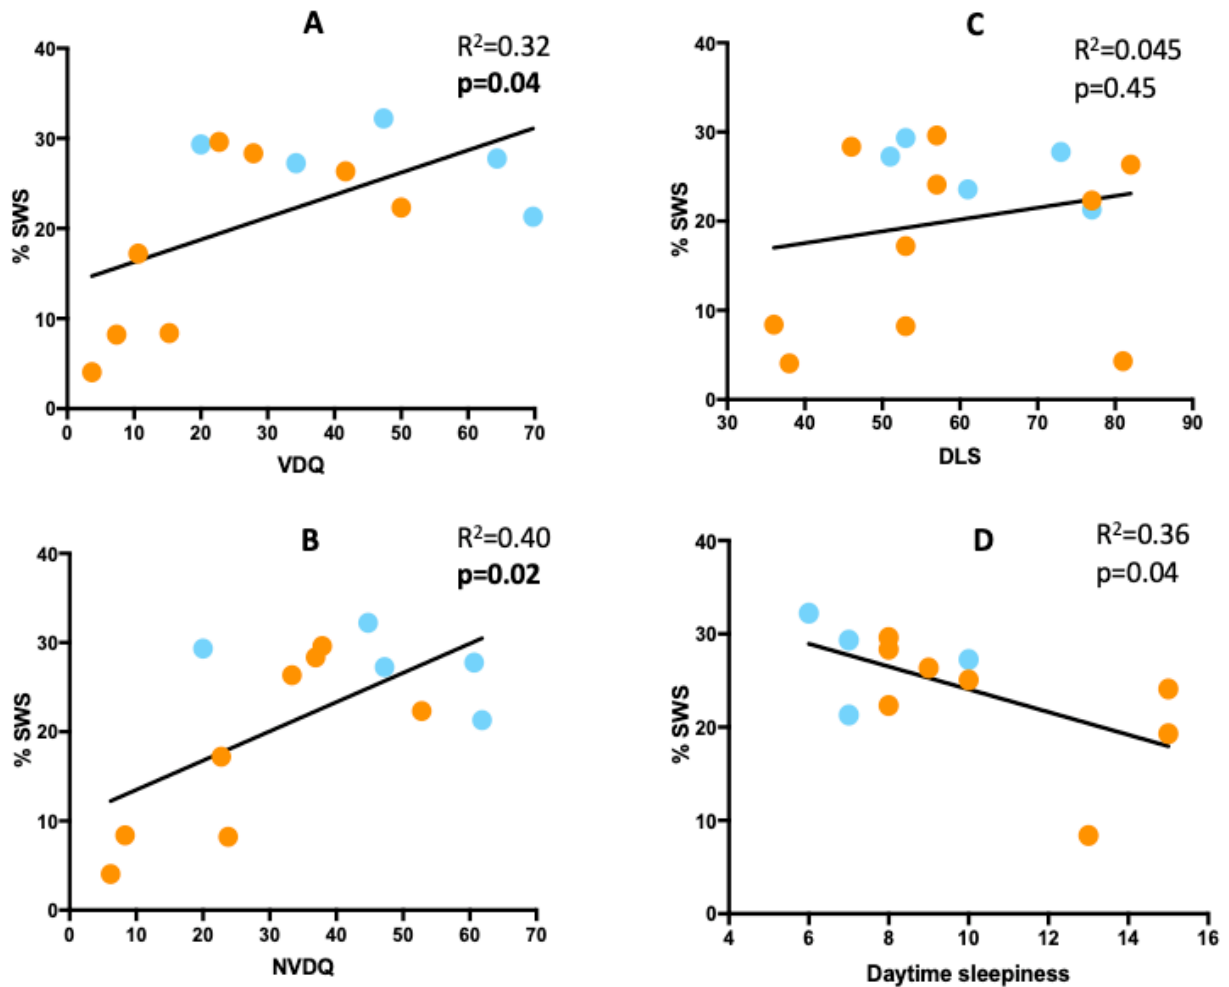 A
R²=0.32
p=0.04
40
30
20
10
0
% SWS
0 10 20 30 40 50 60 70
VDQ
C
R²=0.045
p=0.45
40
30
20
10
0
% SWS
30 40 50 60 70 80 90
DLS
B
R²=0.40
p=0.02
40
30
20
10
0
% SWS
0 10 20 30 40 50 60 70
NVDQ
D
R²=0.36
p=0.04
40
30
20
10
0
% SWS
4 6 8 10 12 14 16
Daytime sleepiness